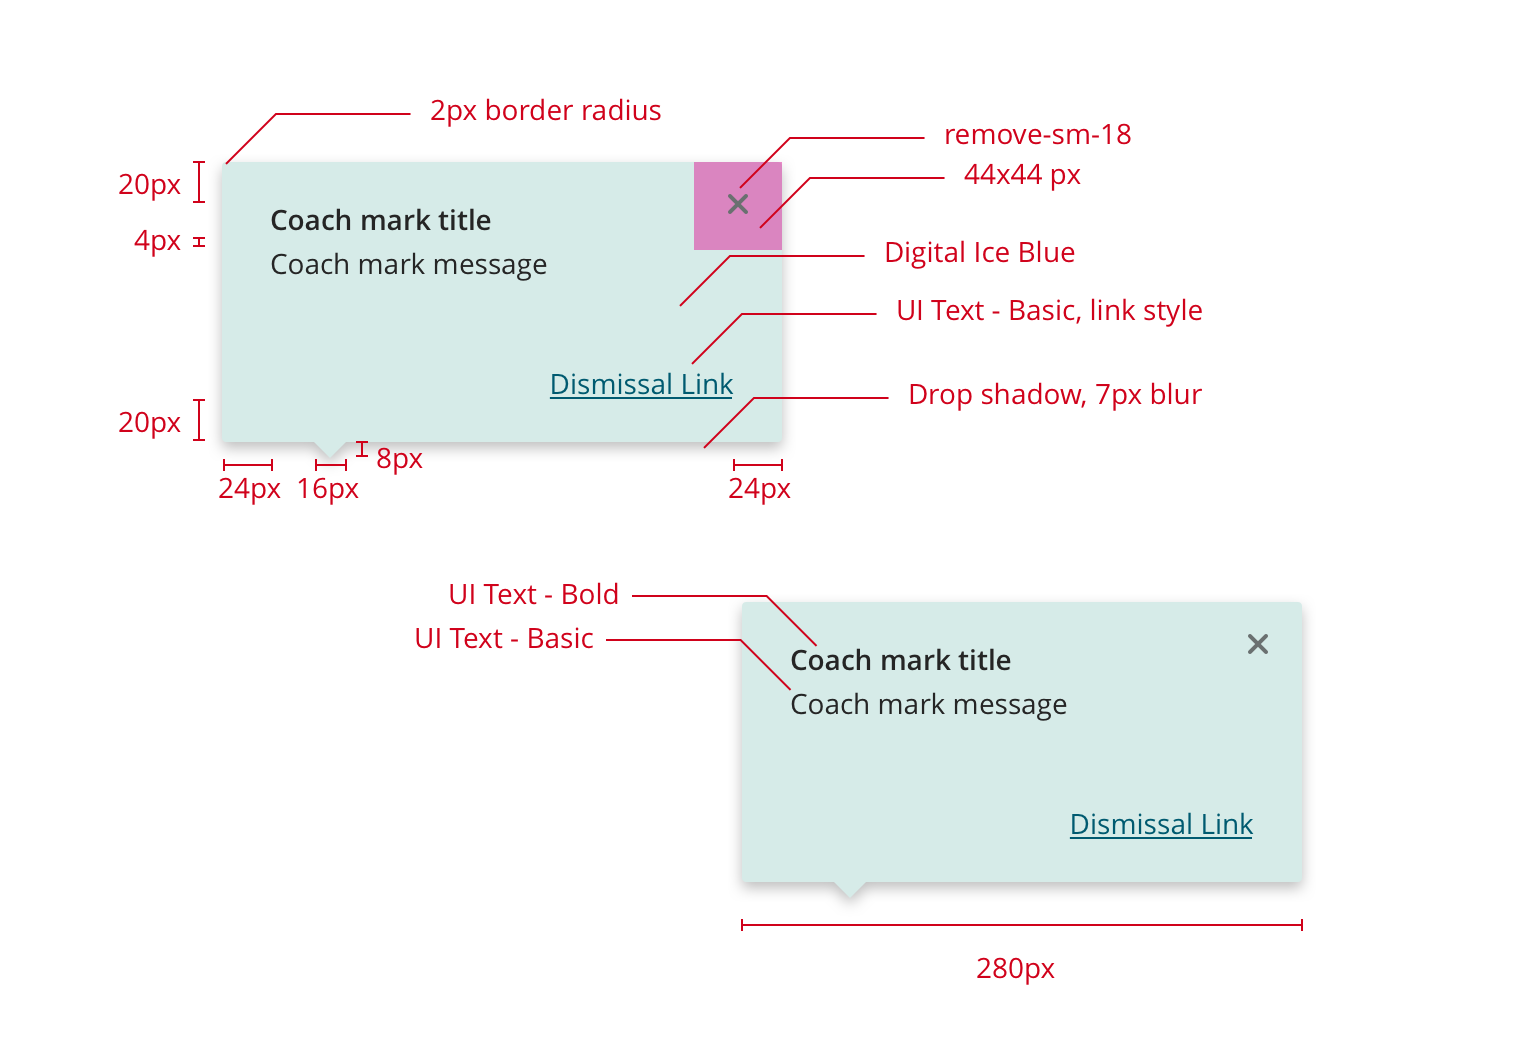 2px border radius
remove-sm-18
20px
44x44 px
Coach mark title
4px
Digital Ice Blue
Coach mark message
UI Text - Basic, link style
Dismissal Link
Drop shadow, 7px blur
20px
8px
24px
16px
24px
UI Text - Bold
UI Text - Basic
Coach mark title
Coach mark message
Dismissal Link
280px